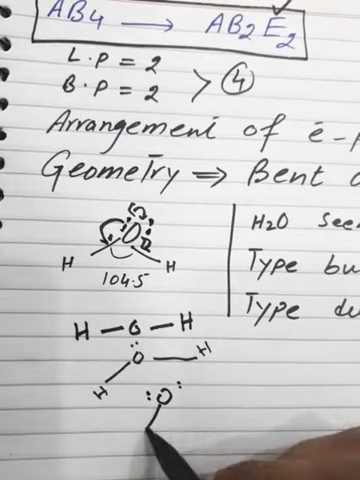 AB4 → AB2E2
L.P = 2
B.P = 2 > 4
Arrangement of e-
Geometry ⇒ Bent
H2O
Type
Type
O
H H
104.5
H — O — H
O H
H
:O: